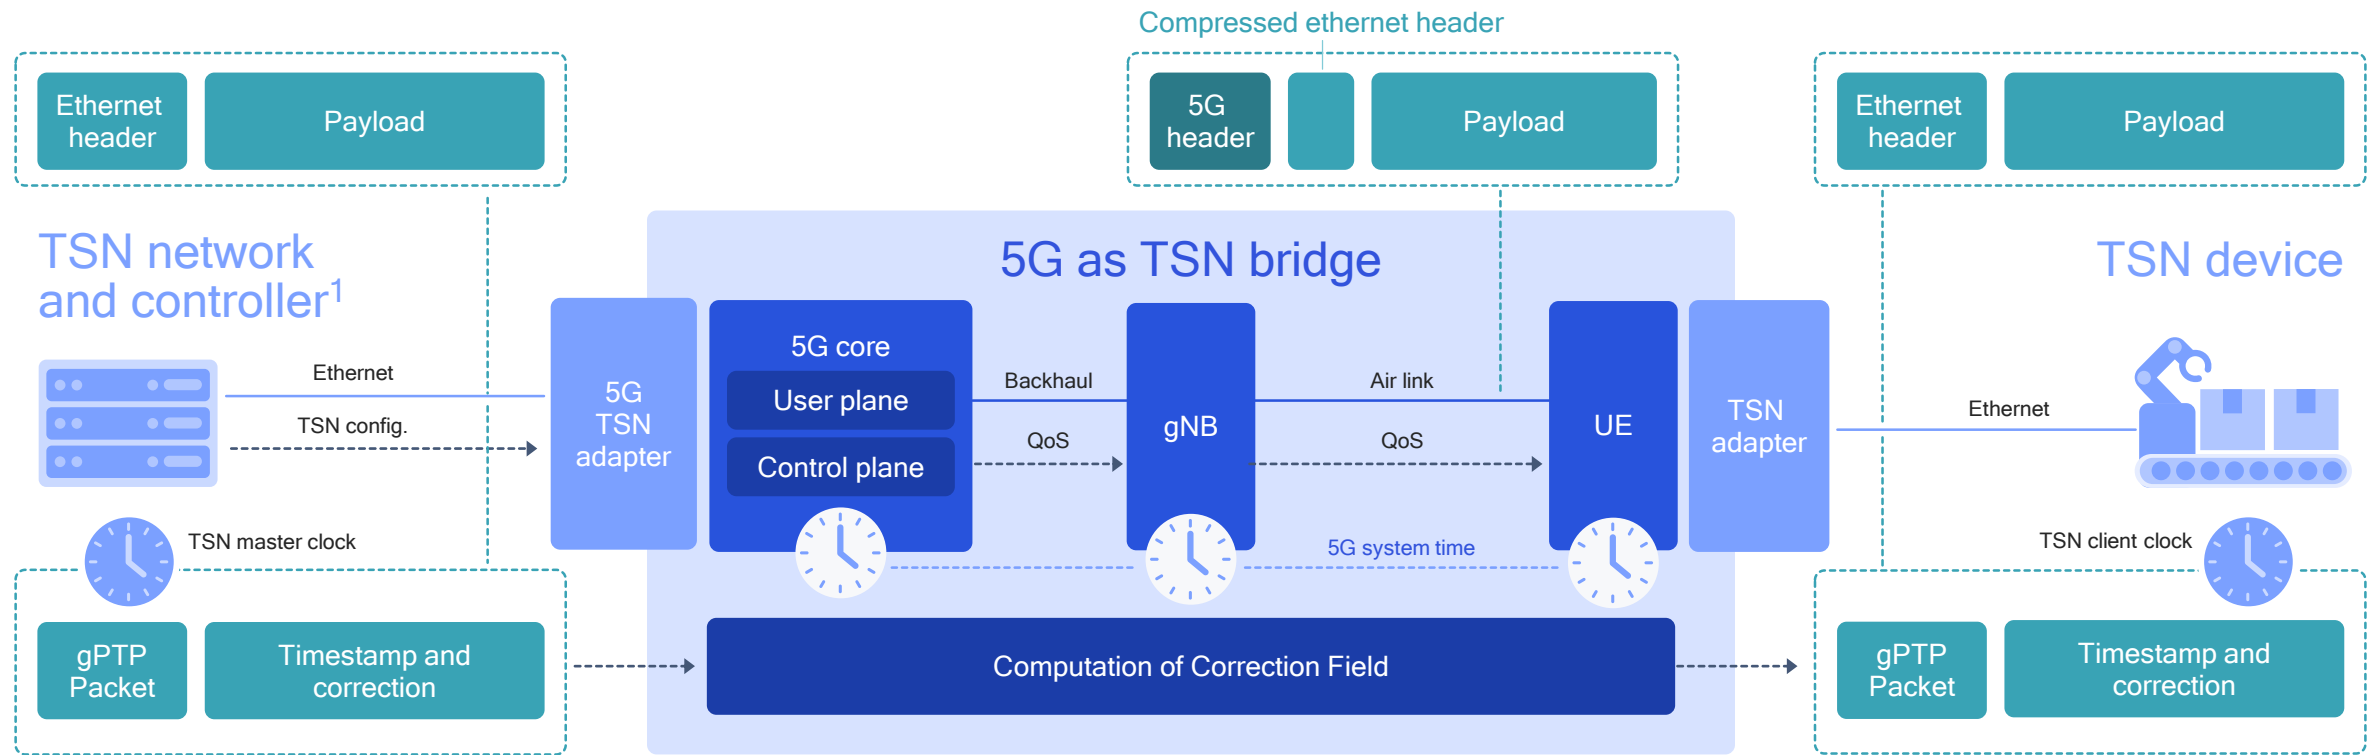 Compressed ethernet header
Ethernet
header
Payload
5G
header
Payload
Ethernet
header
Payload
TSN network
and controller1
5G as TSN bridge
TSN device
Ethernet
TSN config.
5G
TSN
adapter
5G core
User plane
Control plane
Backhaul
QoS
gNB
Air link
QoS
UE
TSN
adapter
Ethernet
TSN master clock
5G system time
TSN client clock
gPTP
Packet
Timestamp and
correction
Computation of Correction Field
gPTP
Packet
Timestamp and
correction